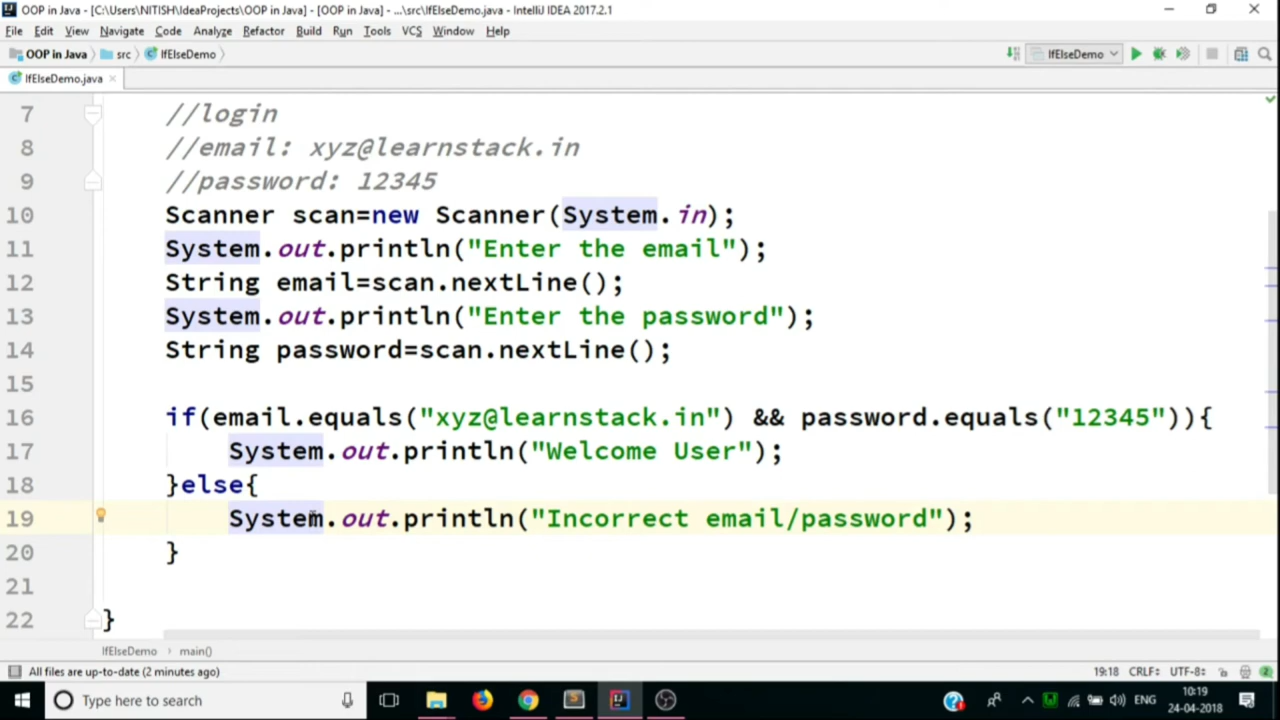 OOP in Java - [C:\Users\NITISH\IdeaProjects\OOP in Java] - [OOP in Java] - ...\src\IfElseDemo.java - IntelliJ IDEA 2017.2.1
File Edit View Navigate Code Analyze Refactor Build Run Tools VCS Window Help
OOP in Java src IfElseDemo IfElseDemo
IfElseDemo.java
7 //login
8 //email: xyz@learnstack.in
9 //password: 12345
10 Scanner scan=new Scanner(System.in);
11 System.out.println("Enter the email");
12 String email=scan.nextLine();
13 System.out.println("Enter the password");
14 String password=scan.nextLine();
15
16 if(email.equals("xyz@learnstack.in") && password.equals("12345")){
17 System.out.println("Welcome User");
18 }else{
19 System.out.println("Incorrect email/password");
20 }
21
22 }
IfElseDemo main()
All files are up-to-date (2 minutes ago) 19:18 CRLF÷ UTF-8÷ 2
Type here to search ENG 10:19
24-04-2018